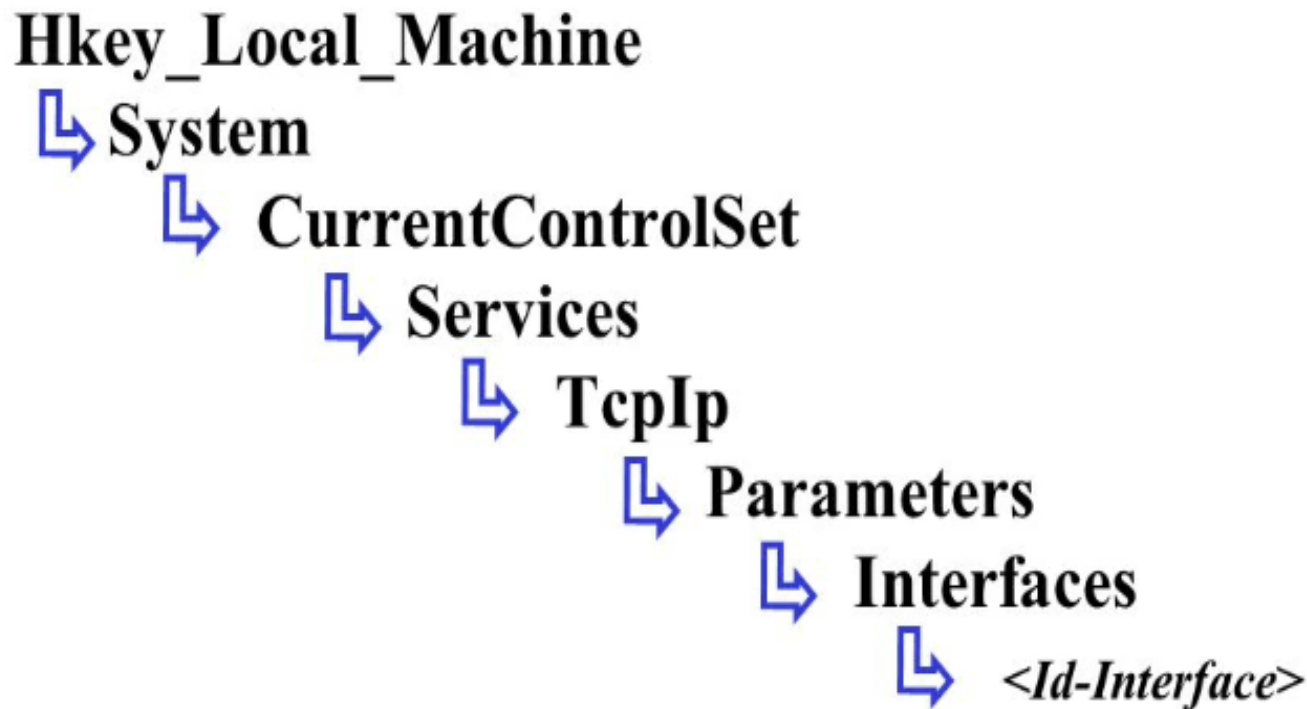 Hkey_Local_Machine
System
CurrentControlSet
Services
TcpIp
Parameters
Interfaces
<Id-Interface>